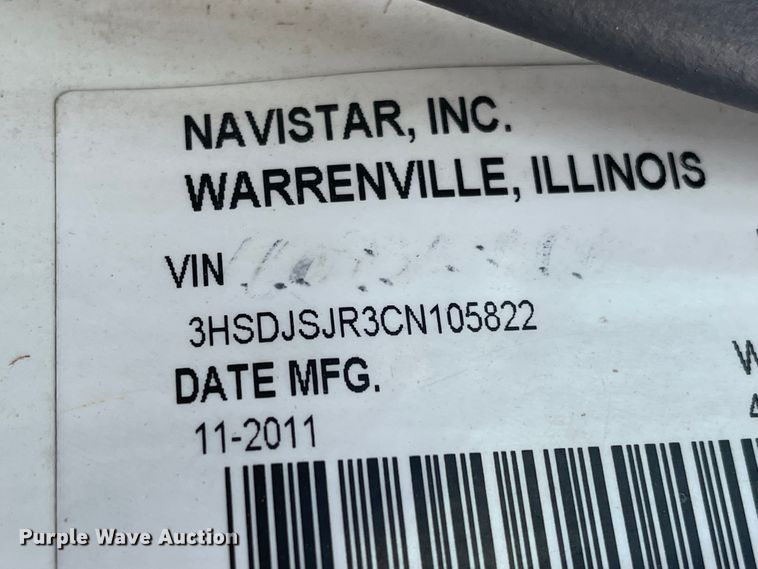 NAVISTAR, INC.
WARRENVILLE, ILLINOIS
VIN
3HSDJSJR3CN105822
DATE MFG.
11-2011
W
Purple Wave Auction